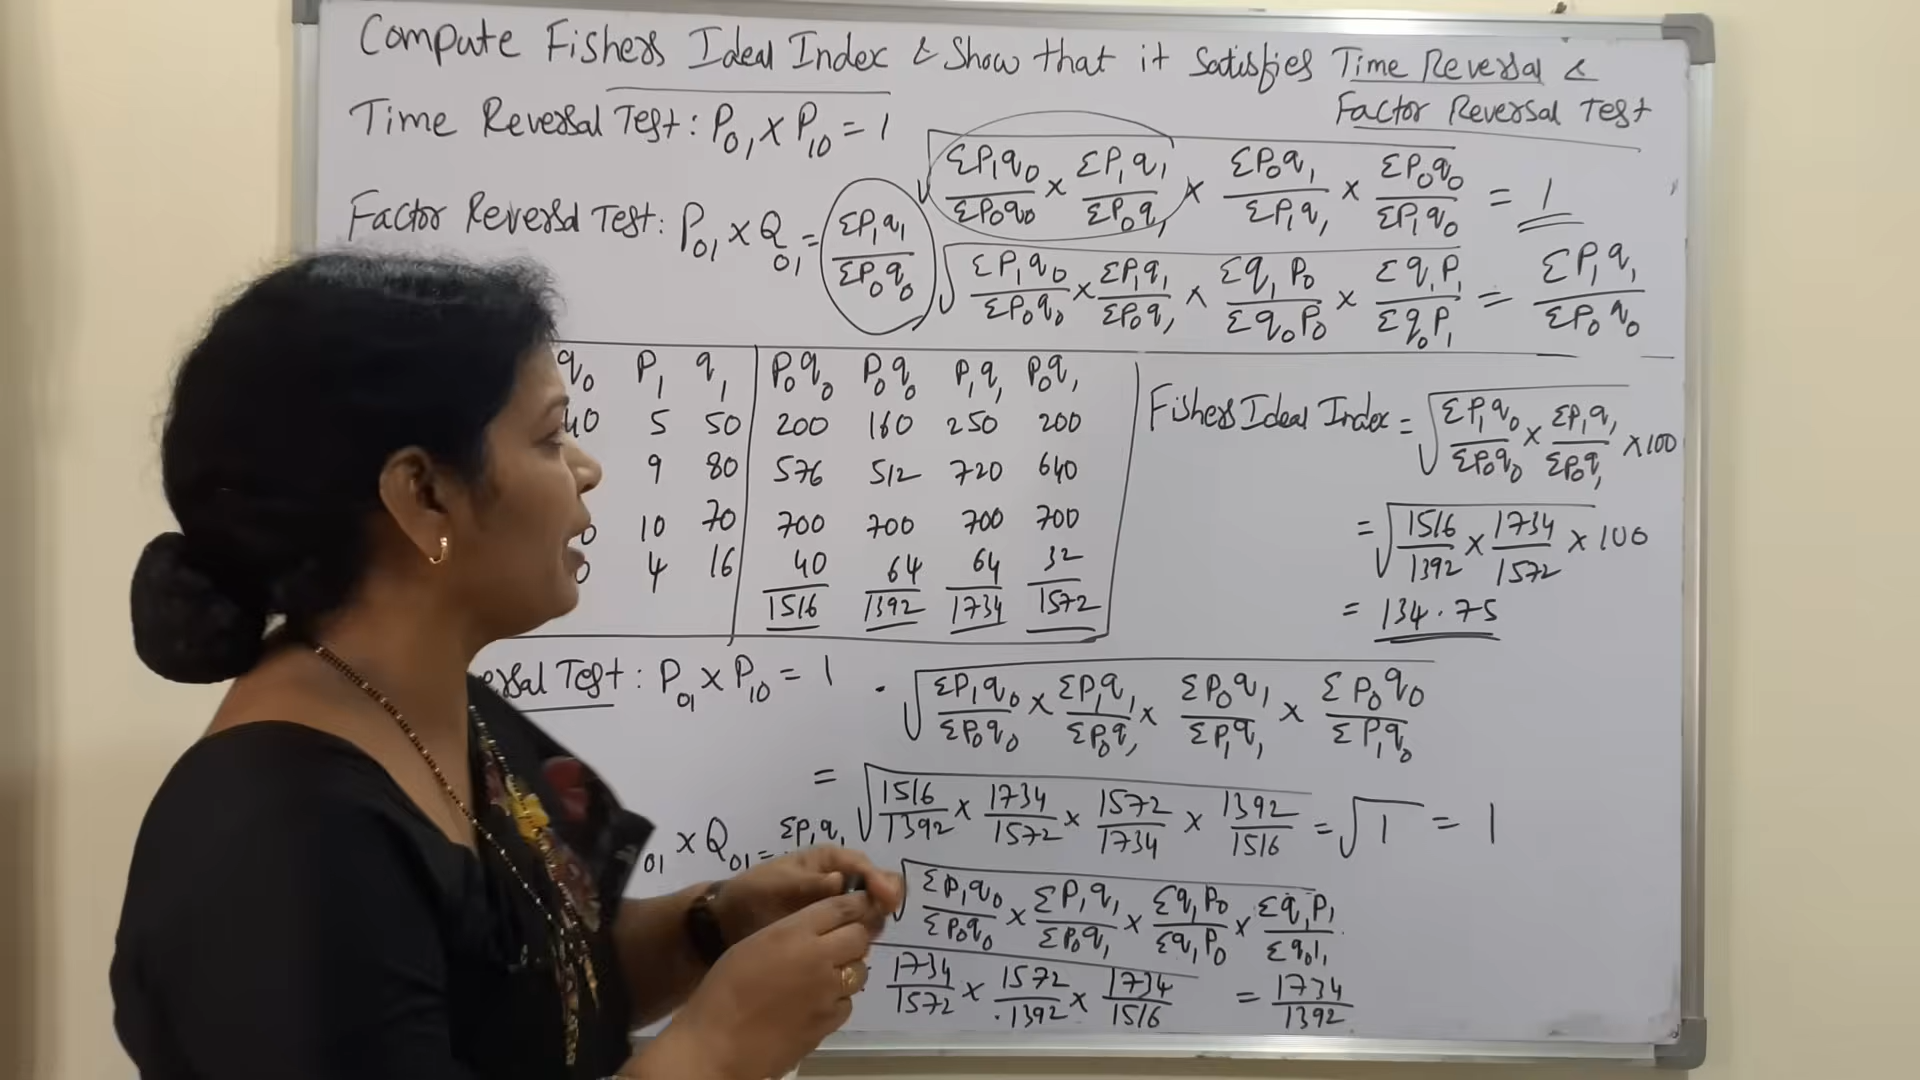 Compute Fishers Ideal Index & Show that it Satisfies Time Reversal &
Factor Reversal Test
Time Reversal Test: P₀₁ × P₁₀ = 1
√ΣP₁q₀/ΣP₀q₀ × ΣP₁q₁/ΣP₀q₁ × ΣP₀q₁/ΣP₁q₁ × ΣP₀q₀/ΣP₁q₀ = 1
Factor Reversal Test: P₀₁ × Q₀₁ = ΣP₁q₁/ΣP₀q₀
√ΣP₁q₀/ΣP₀q₀ × ΣP₁q₁/ΣP₀q₁ × Σq₁P₀/Σq₀P₀ × Σq₁P₁/Σq₀P₁ = ΣP₁q₁/ΣP₀q₀
q₀ P₁ q₁ P₀q₀ P₀q₀ P₁q₁ P₀q₁
40 5 50 200 160 250 200
9 80 576 512 720 640
0 10 70 700 700 700 700
0 4 16 40 64 64 32
1516 1392 1734 1572
Fishers Ideal Index = √ΣP₁q₀/ΣP₀q₀ × ΣP₁q₁/ΣP₀q₁ × 100
= √1516/1392 × 1734/1572 × 100
= 134.75
ersal Test: P₀₁ × P₁₀ = 1
√ΣP₁q₀/ΣP₀q₀ × ΣP₁q₁/ΣP₀q₁ × ΣP₀q₁/ΣP₁q₁ × ΣP₀q₀/ΣP₁q₀
= √1516/1392 × 1734/1572 × 1572/1734 × 1392/1516 = √1 = 1
₀₁ × Q₀₁ = ΣP₁q₁
√ΣP₁q₀/ΣP₀q₀ × ΣP₁q₁/ΣP₀q₁ × Σq₁P₀/Σq₁P₀ × Σq₁P₁/Σq₀1₁
1734/1572 × 1572/1392 × 1734/1516 = 1734/1392